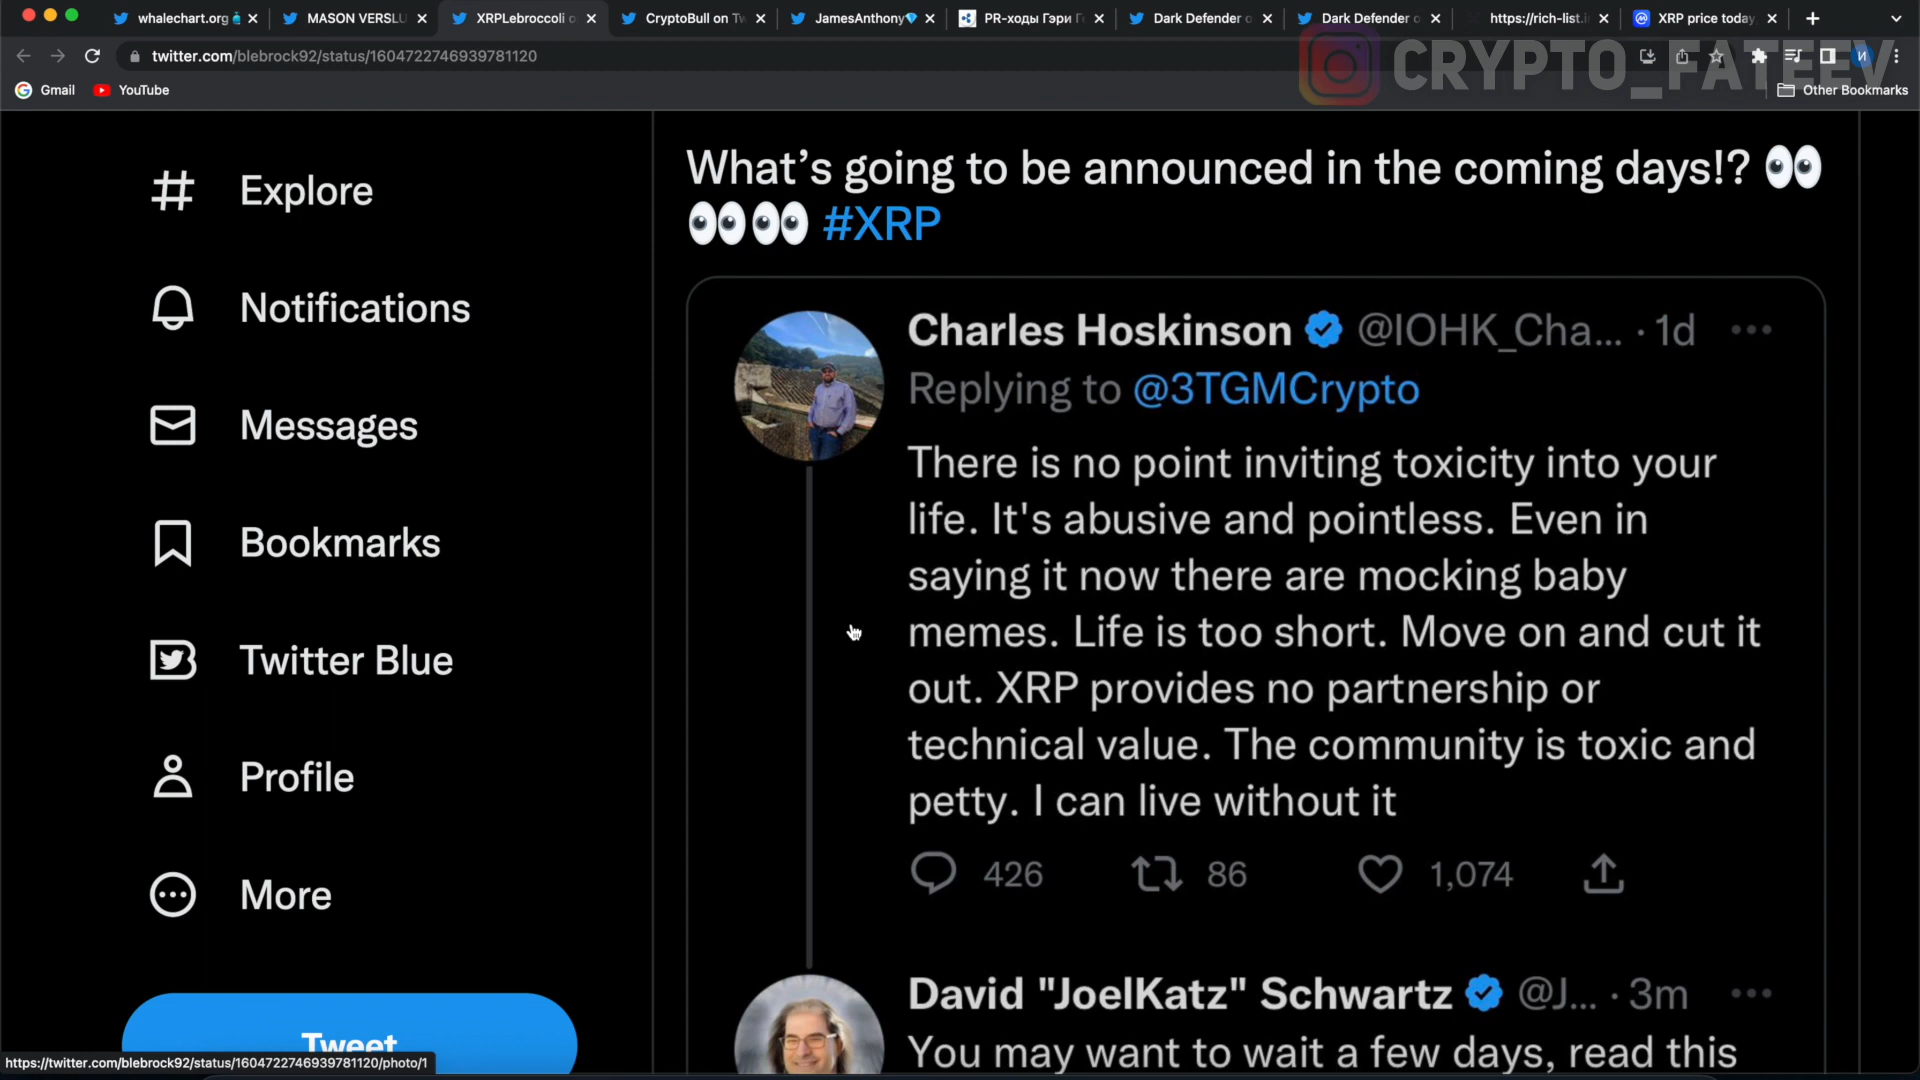 whalechart.org
MASON VERSLU
XRPLebroccoli o
CryptoBull on Tw
JamesAnthony
PR-ходы Гэри Г
Dark Defender o
Dark Defender o
https://rich-list.i
XRP price today,
twitter.com/blebrock92/status/1604722746939781120
CRYPTO_FATEEV
И
Gmail
YouTube
Other Bookmarks
Explore
Notifications
Messages
Bookmarks
Twitter Blue
Profile
More
Tweet
What’s going to be announced in the coming days!? 👀
👀👀 #XRP
Charles Hoskinson @IOHK_Cha... · 1d
Replying to @3TGMCrypto
There is no point inviting toxicity into your
life. It's abusive and pointless. Even in
saying it now there are mocking baby
memes. Life is too short. Move on and cut it
out. XRP provides no partnership or
technical value. The community is toxic and
petty. I can live without it
426 86 1,074
David "JoelKatz" Schwartz @J... · 3m
You may want to wait a few days, read this
https://twitter.com/blebrock92/status/1604722746939781120/photo/1